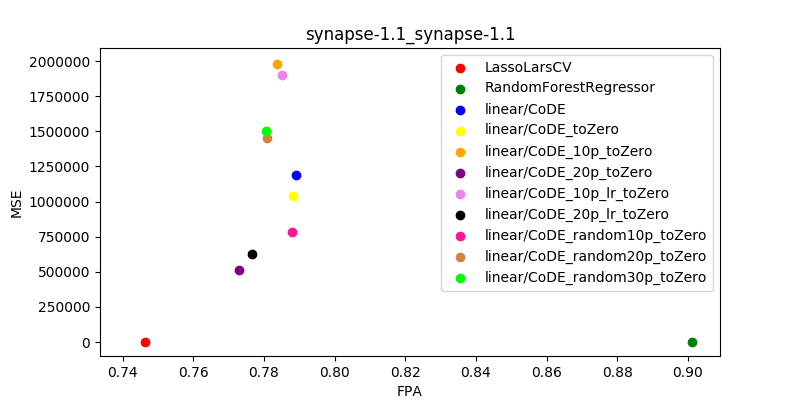 synapse-1.1_synapse-1.1
MSE
2000000
1750000
1500000
1250000
1000000
750000
500000
250000
0
LassoLarsCV
RandomForestRegressor
linear/CoDE
linear/CoDE_toZero
linear/CoDE_10p_toZero
linear/CoDE_20p_toZero
linear/CoDE_10p_lr_toZero
linear/CoDE_20p_lr_toZero
linear/CoDE_random10p_toZero
linear/CoDE_random20p_toZero
linear/CoDE_random30p_toZero
0.74 0.76 0.78 0.80 0.82 0.84 0.86 0.88 0.90
FPA